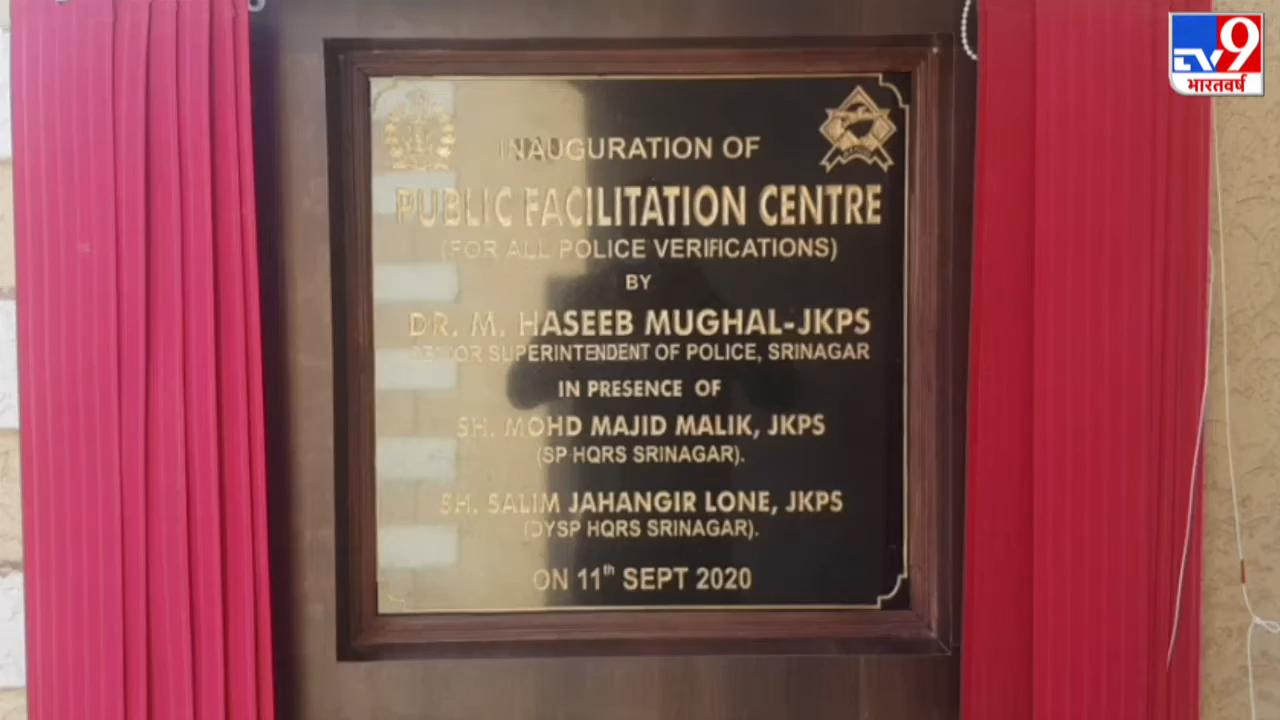 TV9
भारतवर्ष
INAUGURATION OF
PUBLIC FACILITATION CENTRE
(FOR ALL POLICE VERIFICATIONS)
BY
DR. M. HASEEB MUGHAL-JKPS
SENIOR SUPERINTENDENT OF POLICE, SRINAGAR
IN PRESENCE OF
SH. MOHD MAJID MALIK, JKPS
(SP HQRS SRINAGAR).
SH. SALIM JAHANGIR LONE, JKPS
(DYSP HQRS SRINAGAR).
ON 11th SEPT 2020